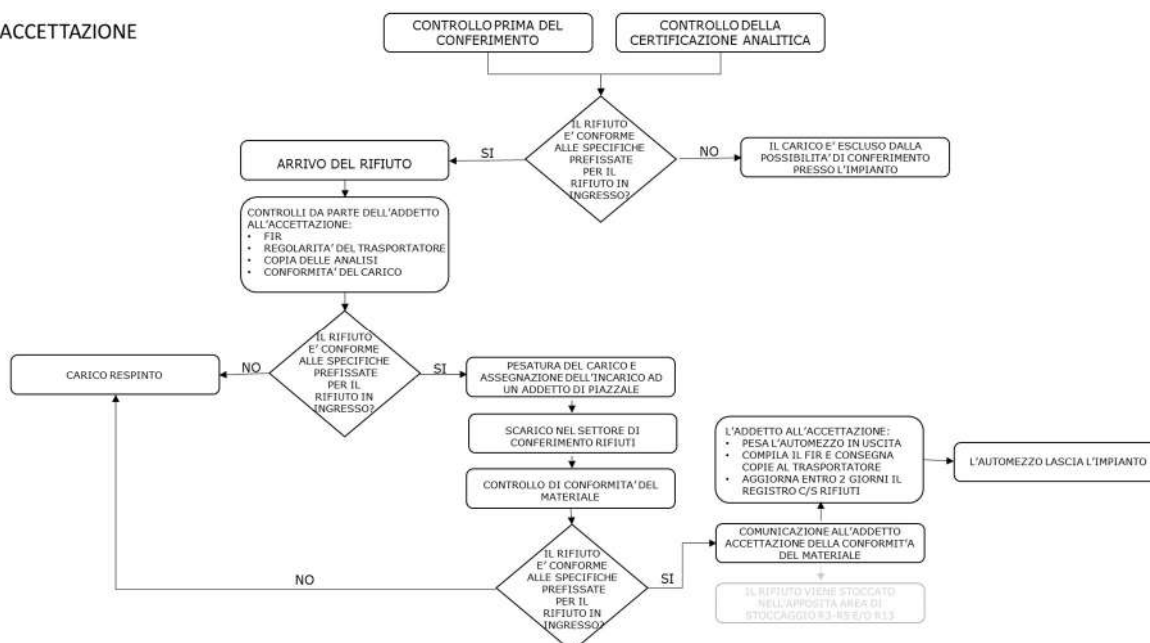 ACCETTAZIONE
CONTROLLO PRIMA DEL
CONFERIMENTO
CONTROLLO DELLA
CERTIFICAZIONE ANALITICA
IL RIFIUTO
E' CONFORME
ALLE SPECIFICHE
PREFISSATE
PER IL
RIFIUTO IN
INGRESSO?
SI
NO
ARRIVO DEL RIFIUTO
IL CARICO E' ESCLUSO DALLA
POSSIBILITA' DI CONFERIMENTO
PRESSO L'IMPIANTO
CONTROLLI DA PARTE DELL'ADDETTO
ALL'ACCETTAZIONE:
• FIR
• REGOLARITA' DEL TRASPORTATORE
• COPIA DELLE ANALISI
• CONFORMITA' DEL CARICO
IL RIFIUTO
E' CONFORME
ALLE SPECIFICHE
PREFISSATE
PER IL
RIFIUTO IN
INGRESSO?
NO
SI
CARICO RESPINTO
PESATURA DEL CARICO E
ASSEGNAZIONE DELL'INCARICO AD
UN ADDETTO DI PIAZZALE
SCARICO NEL SETTORE DI
CONFERIMENTO RIFIUTI
CONTROLLO DI CONFORMITA' DEL
MATERIALE
L'ADDETTO ALL'ACCETTAZIONE:
• PESA L'AUTOMEZZO IN USCITA
• COMPILA IL FIR E CONSEGNA
COPIE AL TRASPORTATORE
• AGGIORNA ENTRO 2 GIORNI IL
REGISTRO C/S RIFIUTI
L'AUTOMEZZO LASCIA L'IMPIANTO
IL RIFIUTO
E' CONFORME
ALLE SPECIFICHE
PREFISSATE
PER IL
RIFIUTO IN
INGRESSO?
NO
SI
COMUNICAZIONE ALL'ADDETTO
ACCETTAZIONE DELLA CONFORMIT'A
DEL MATERIALE
IL RIFIUTO VIENE STOCCATO
NELL'APPOSITA AREA DI
STOCCAGGIO R3-R5 E/O R13